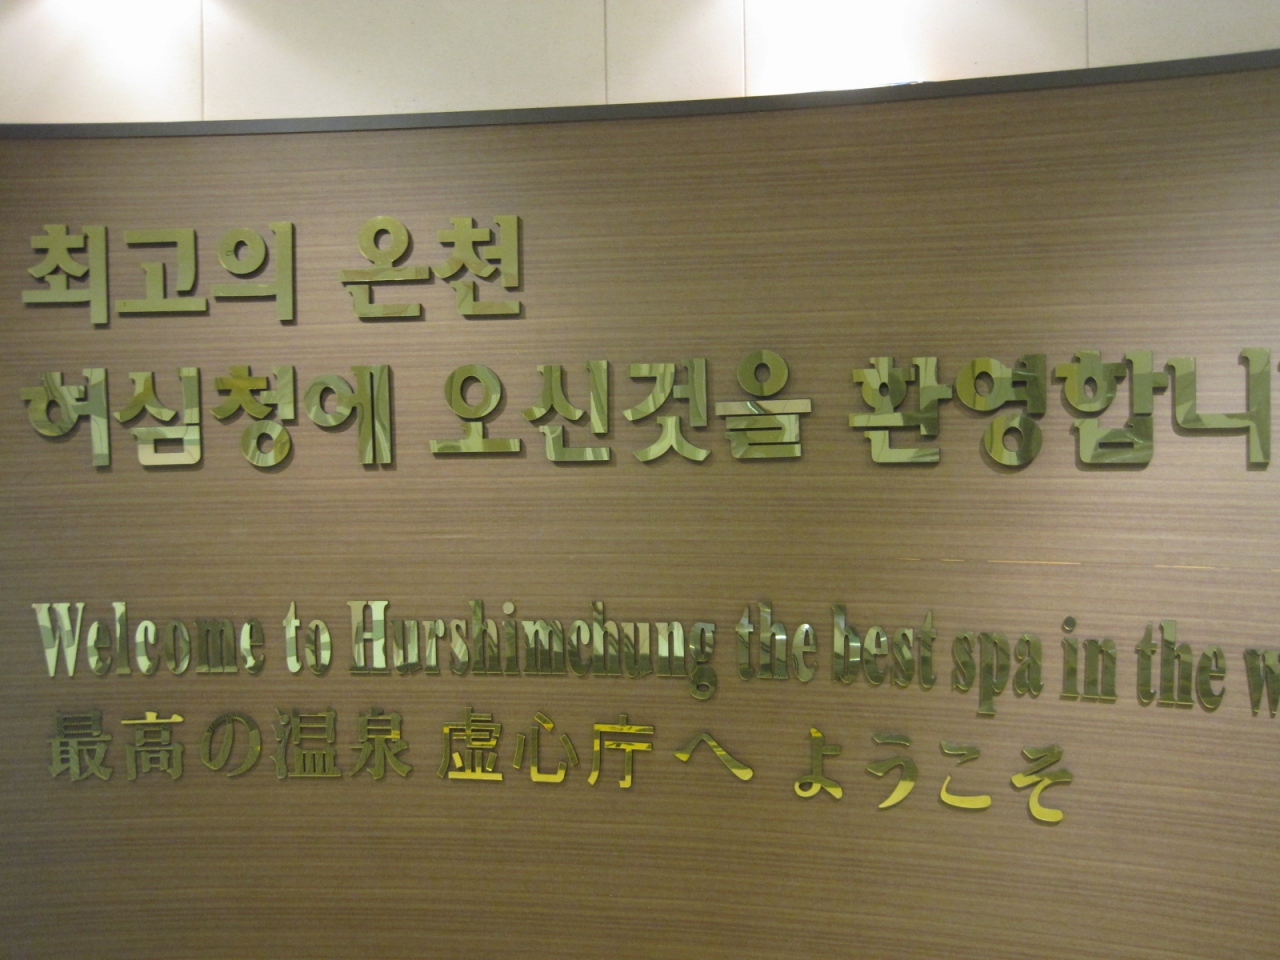 최고의 온천
허심청에 오신것을 환영합니
Welcome to Hurshimchung the best spa in the w
最高の温泉 虚心庁へ ようこそ